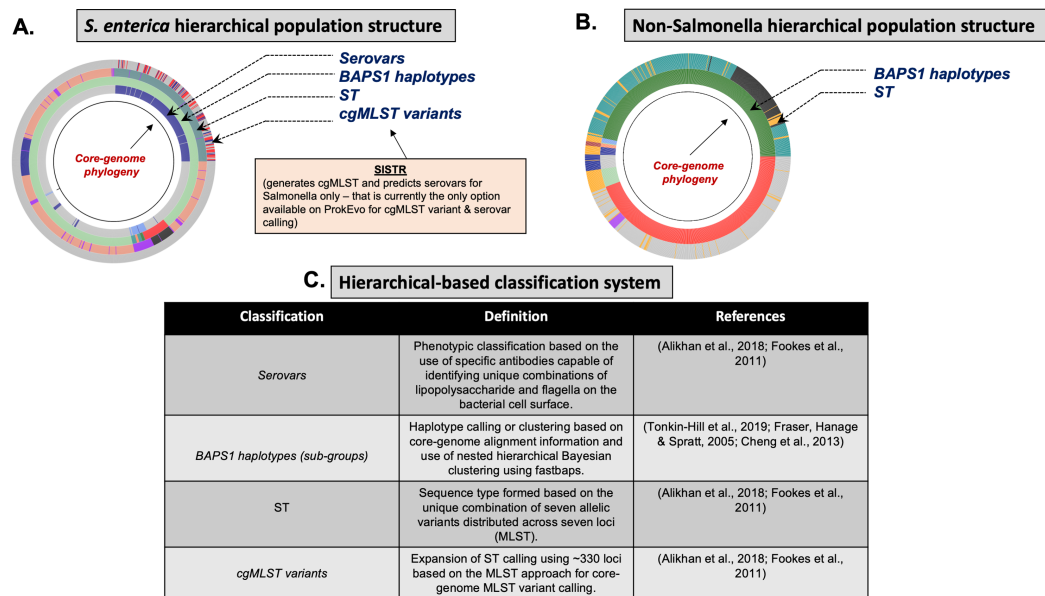 A.
S. enterica hierarchical population structure
Serovars
BAPS1 haplotypes
ST
cgMLST variants
Core-genome
phylogeny
SISTR
(generates cgMLST and predicts serovars for
Salmonella only – that is currently the only option
available on ProkEvo for cgMLST variant & serovar
calling)
B.
Non-Salmonella hierarchical population structure
BAPS1 haplotypes
ST
Core-genome
phylogeny
C.
Hierarchical-based classification system
Classification
Definition
References
Serovars
Phenotypic classification based on the
use of specific antibodies capable of
identifying unique combinations of
lipopolysaccharide and flagella on the
bacterial cell surface.
(Alikhan et al., 2018; Fookes et al.,
2011)
BAPS1 haplotypes (sub-groups)
Haplotype calling or clustering based on
core-genome alignment information and
use of nested hierarchical Bayesian
clustering using fastbaps.
(Tonkin-Hill et al., 2019; Fraser, Hanage
& Spratt, 2005; Cheng et al., 2013)
ST
Sequence type formed based on the
unique combination of seven allelic
variants distributed across seven loci
(MLST).
(Alikhan et al., 2018; Fookes et al.,
2011)
cgMLST variants
Expansion of ST calling using ~330 loci
based on the MLST approach for core-
genome MLST variant calling.
(Alikhan et al., 2018; Fookes et al.,
2011)